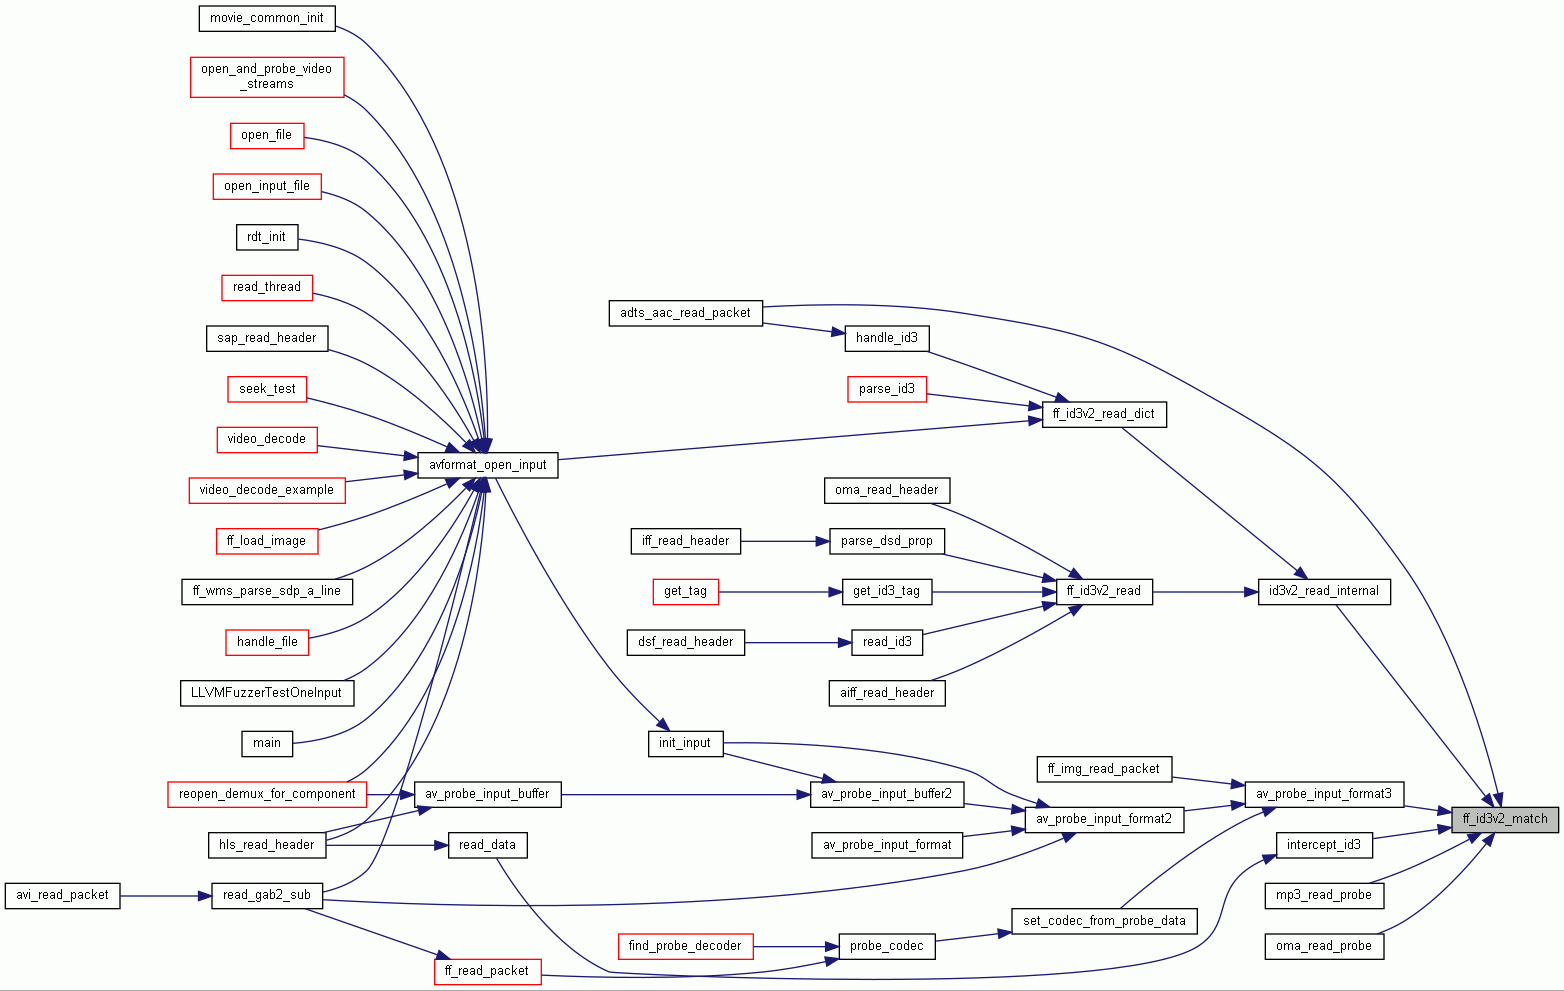 movie_common_init
open_and_probe_video
_streams
open_file
open_input_file
rdt_init
read_thread
sap_read_header
seek_test
video_decode
video_decode_example
ff_load_image
ff_wms_parse_sdp_a_line
handle_file
LLVMFuzzerTestOneInput
main
reopen_demux_for_component
hls_read_header
avi_read_packet
read_gab2_sub
avformat_open_input
av_probe_input_buffer
read_data
ff_read_packet
adts_aac_read_packet
handle_id3
parse_id3
ff_id3v2_read_dict
oma_read_header
iff_read_header
parse_dsd_prop
get_tag
get_id3_tag
ff_id3v2_read
id3v2_read_internal
dsf_read_header
read_id3
aiff_read_header
init_input
ff_img_read_packet
av_probe_input_buffer2
av_probe_input_format3
av_probe_input_format2
ff_id3v2_match
av_probe_input_format
intercept_id3
mp3_read_probe
set_codec_from_probe_data
find_probe_decoder
probe_codec
oma_read_probe